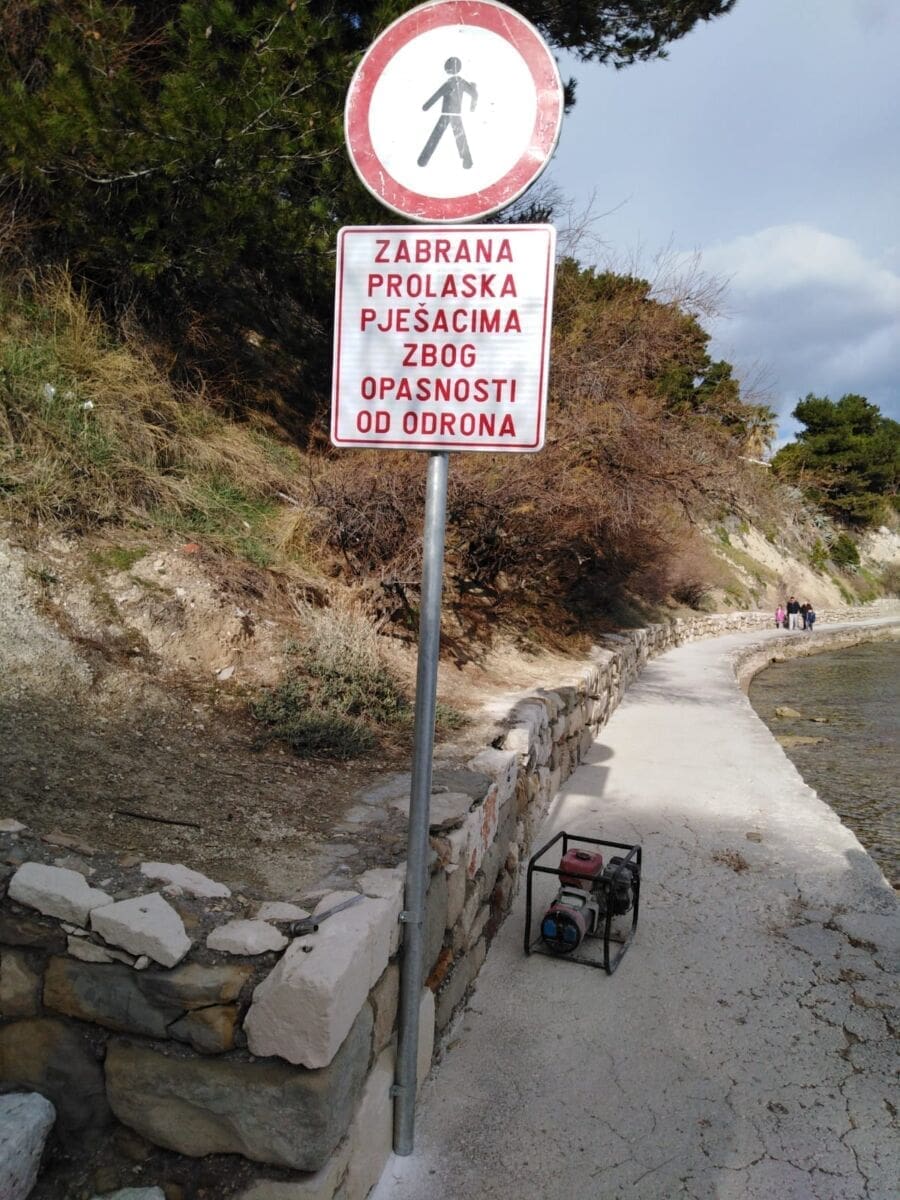 ZABRANA
PROLASKA
PJEŠACIMA
ZBOG
OPASNOSTI
OD ODRONA